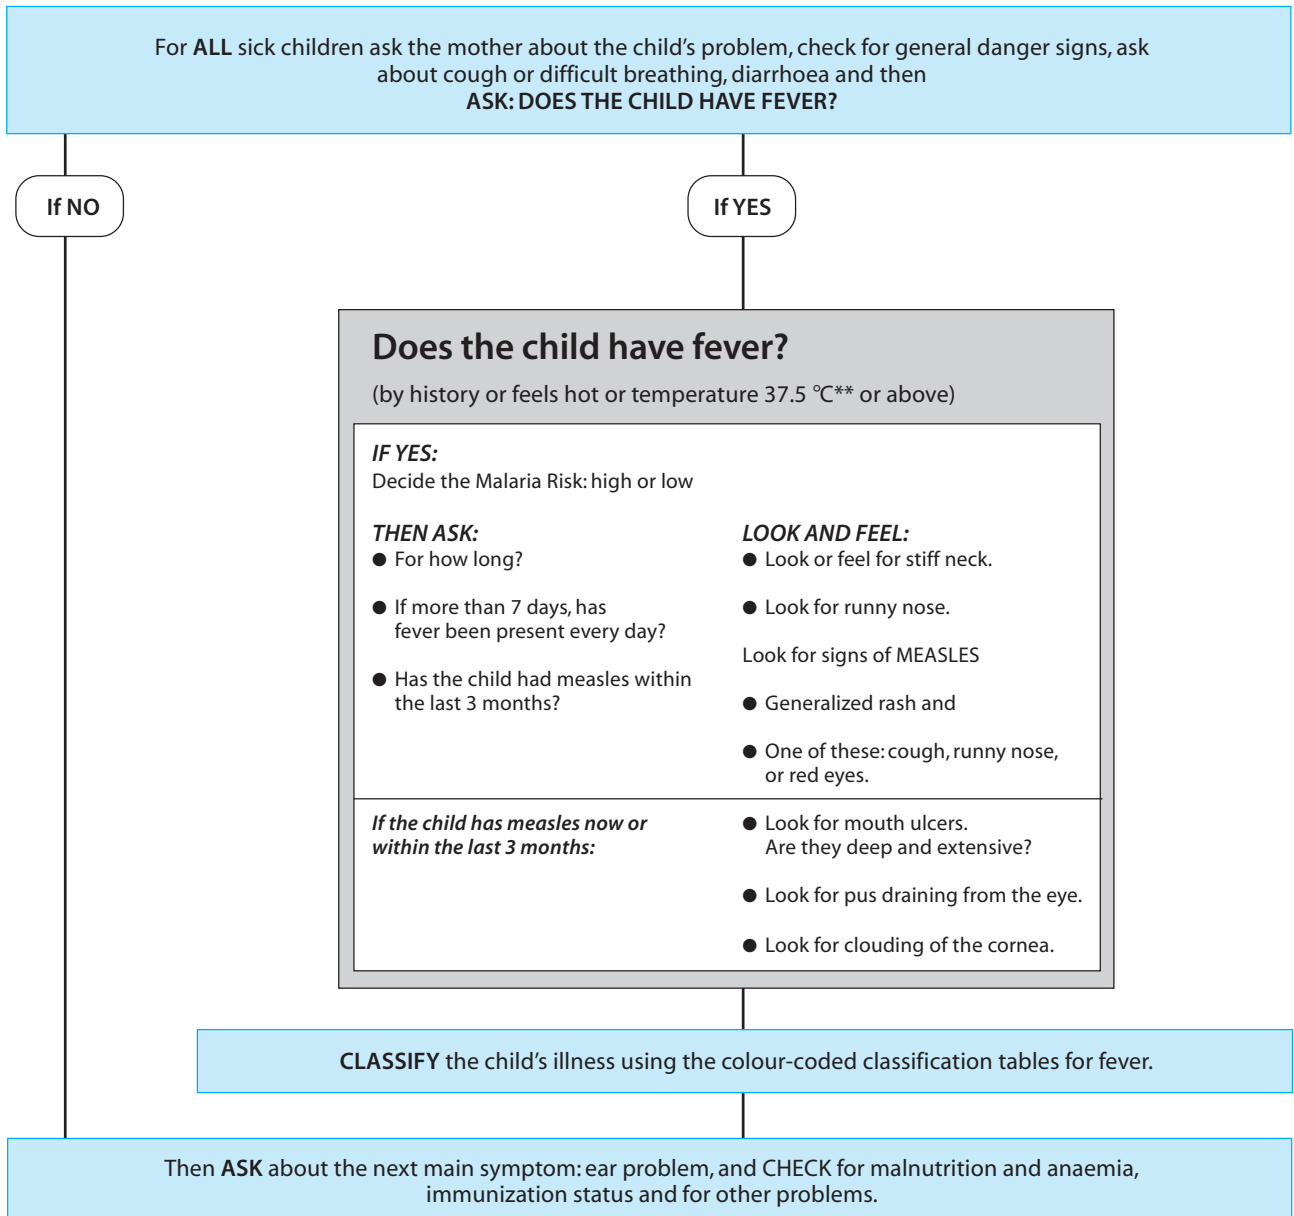 For ALL sick children ask the mother about the child’s problem, check for general danger signs, ask
about cough or difficult breathing, diarrhoea and then
ASK: DOES THE CHILD HAVE FEVER?
If NO
If YES
Does the child have fever?
(by history or feels hot or temperature 37.5 °C** or above)
IF YES:
Decide the Malaria Risk: high or low
THEN ASK:
● For how long?
● If more than 7 days, has
fever been present every day?
● Has the child had measles within
the last 3 months?
LOOK AND FEEL:
● Look or feel for stiff neck.
● Look for runny nose.
Look for signs of MEASLES
● Generalized rash and
● One of these: cough, runny nose,
or red eyes.
If the child has measles now or
within the last 3 months:
● Look for mouth ulcers.
Are they deep and extensive?
● Look for pus draining from the eye.
● Look for clouding of the cornea.
CLASSIFY the child’s illness using the colour-coded classification tables for fever.
Then ASK about the next main symptom: ear problem, and CHECK for malnutrition and anaemia,
immunization status and for other problems.